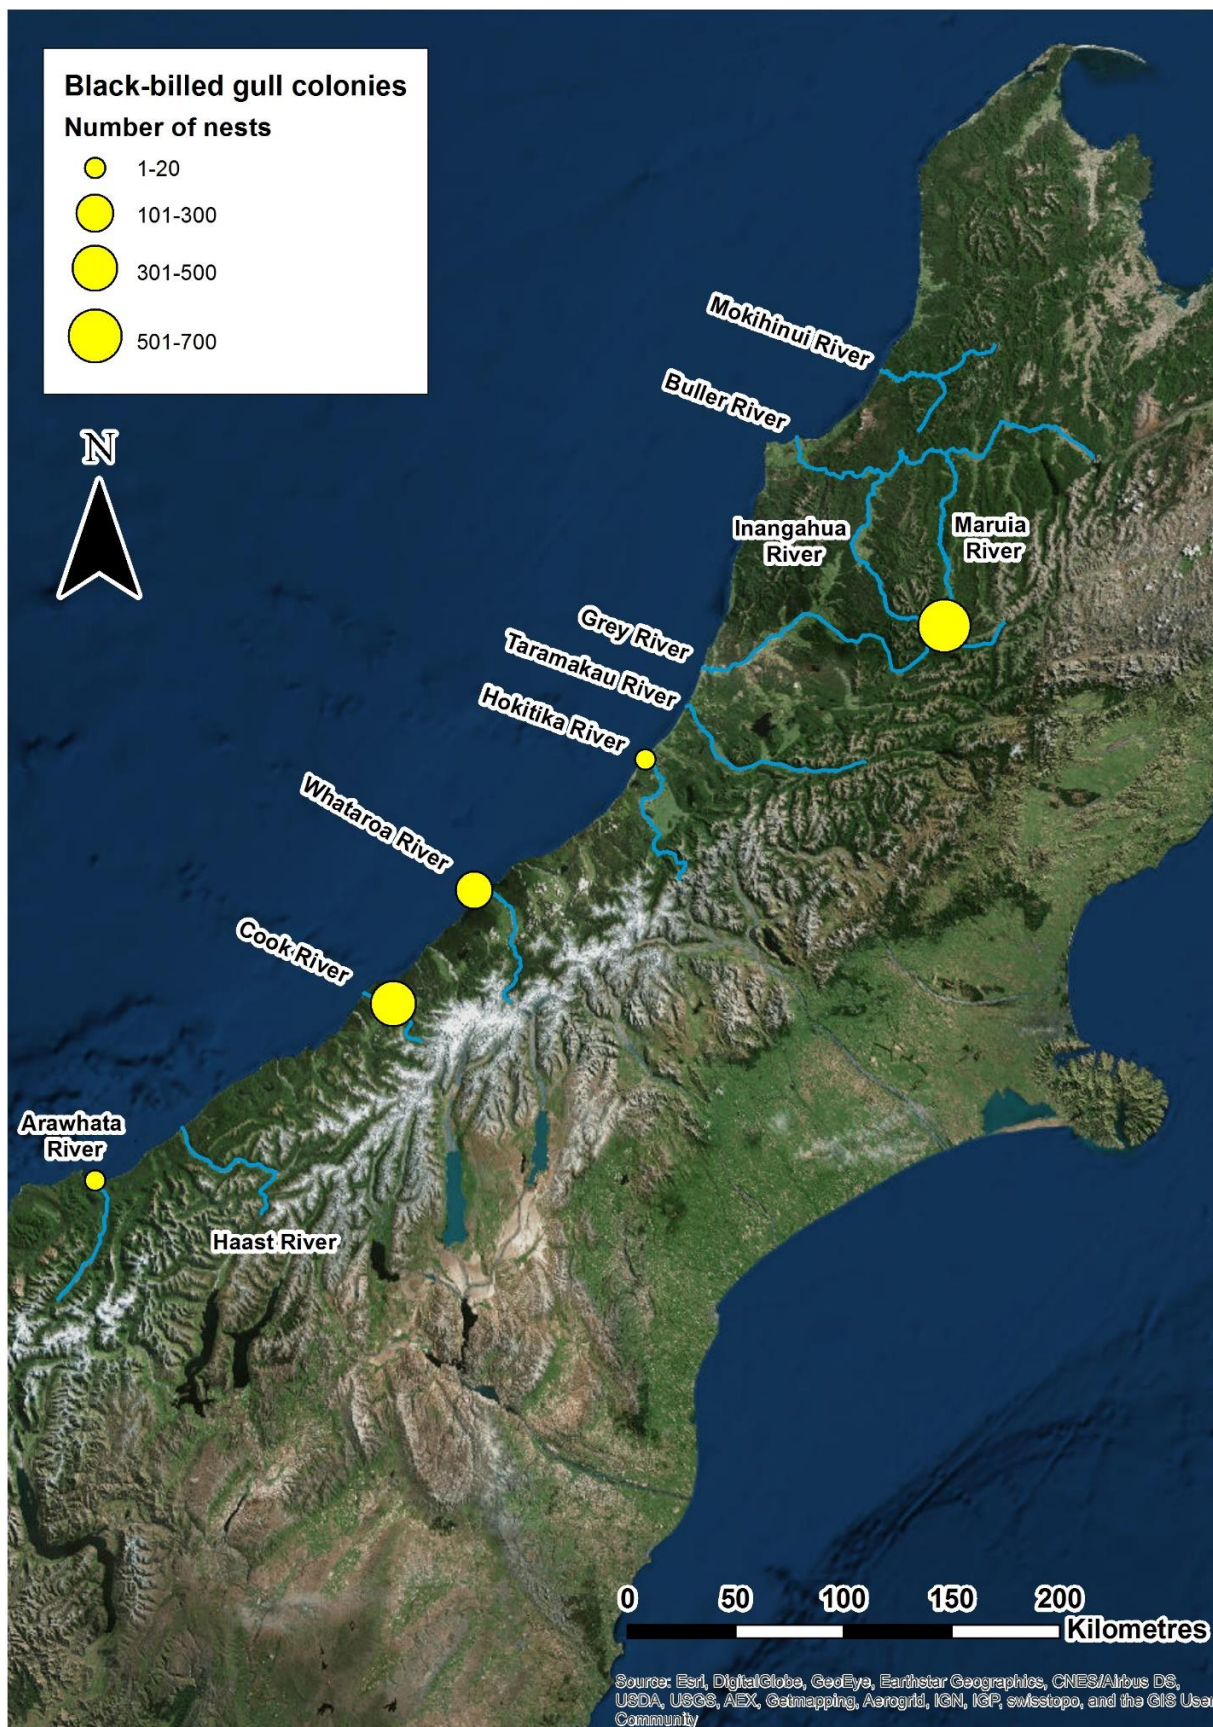 Black-billed gull colonies
Number of nests
1-20
101-300
301-500
501-700
N
Mokihinui River
Buller River
Inangahua
River
Maruia
River
Grey River
Taramakau River
Hokitika River
Whataroa River
Cook River
Arawhata
River
Haast River
0 50 100 150 200
Kilometres
Source: Esri, DigitalGlobe, GeoEye, Earthstar Geographics, CNES/Airbus DS,
USDA, USGS, AEX, Getmapping, Aerogrid, IGN, IGP, swisstopo, and the GIS User
Community